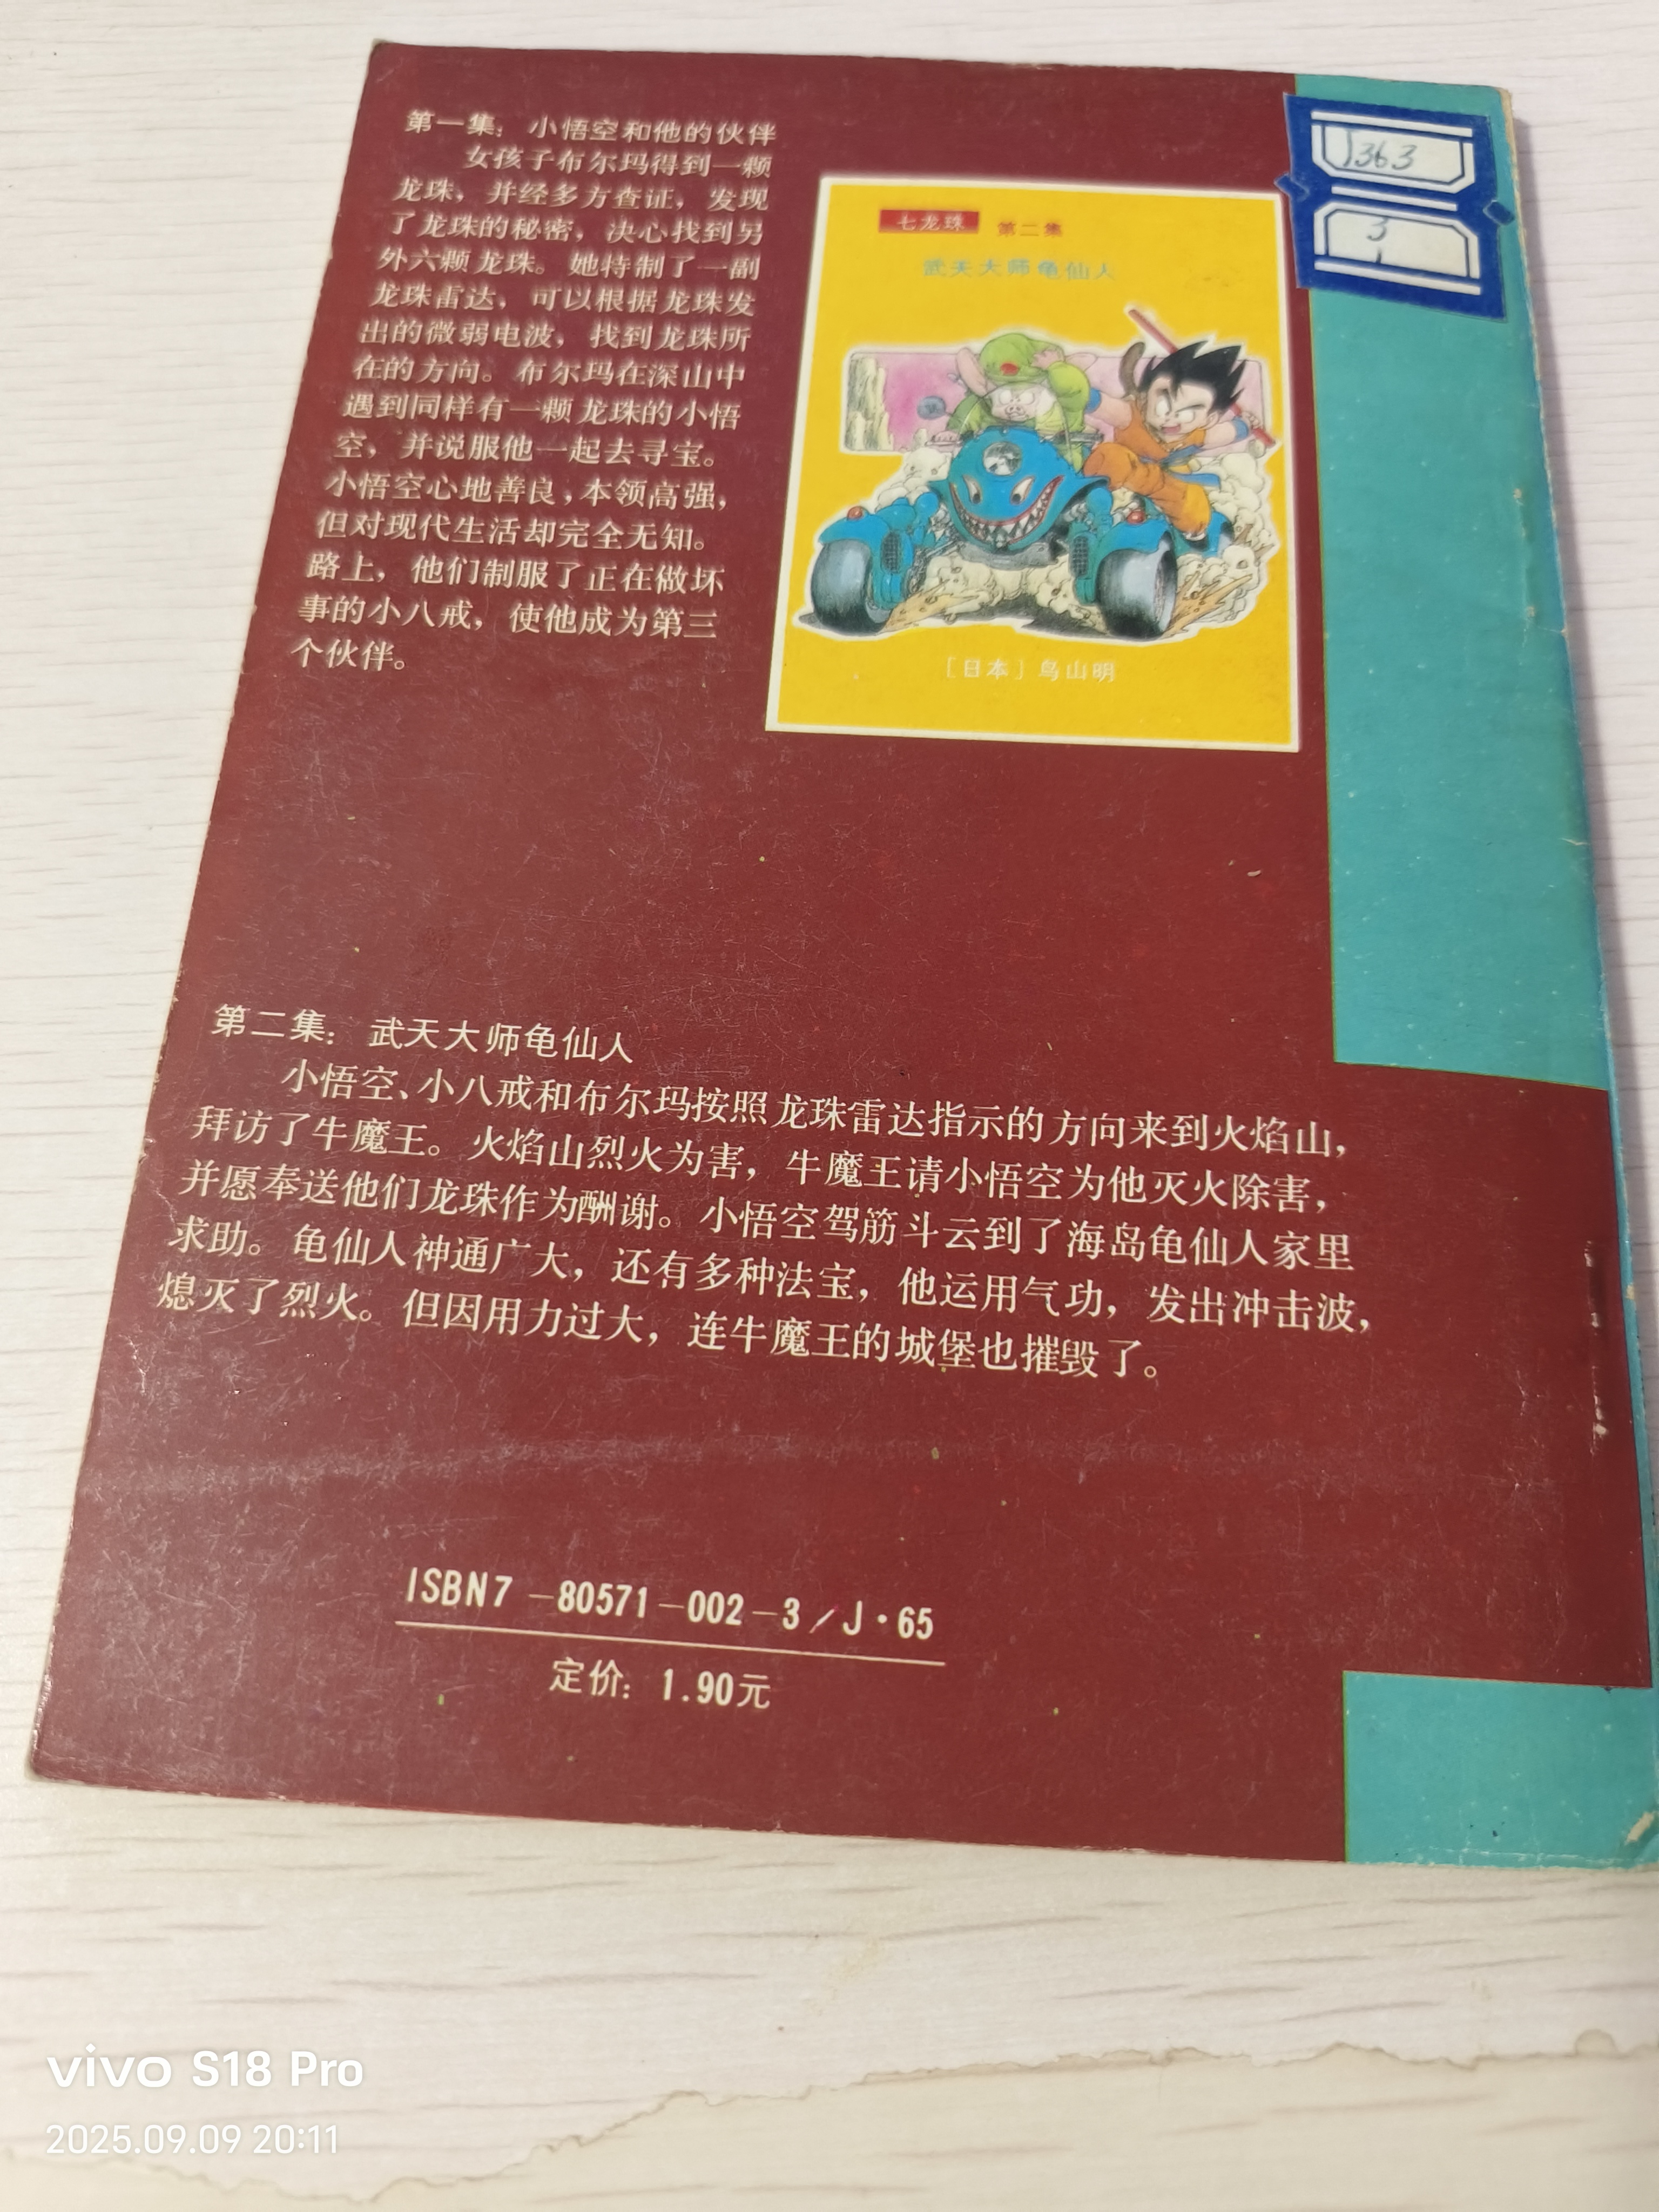 第一集：小悟空和他的伙伴
女孩子布尔玛得到一颗
龙珠，并经多方查证，发现
了龙珠的秘密，决心找到另
外六颗龙珠。她特制了一副
龙珠雷达，可以根据龙珠发
出的微弱电波，找到龙珠所
在的方向。布尔玛在深山中
遇到同样有一颗龙珠的小悟
空，并说服他一起去寻宝。
小悟空心地善良，本领高强，
但对现代生活却完全无知。
路上，他们制服了正在做坏
事的小八戒，使他成为第三
个伙伴。
七龙珠 第二集
武天大师龟仙人
［日本］鸟山明
J363
3
第二集：武天大师龟仙人
小悟空、小八戒和布尔玛按照龙珠雷达指示的方向来到火焰山，
拜访了牛魔王。火焰山烈火为害，牛魔王请小悟空为他灭火除害，
并愿奉送他们龙珠作为酬谢。小悟空驾筋斗云到了海岛龟仙人家里
求助。龟仙人神通广大，还有多种法宝，他运用气功，发出冲击波，
熄灭了烈火。但因用力过大，连牛魔王的城堡也摧毁了。
ISBN7－80571－002－3／J·65
定价：1.90元
vivo S18 Pro
2025.09.09 20:11